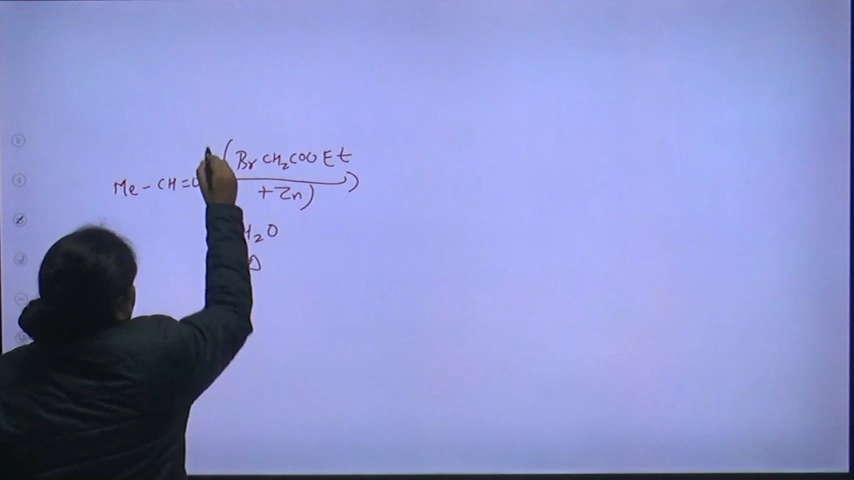 (BrCH₂COOEt
Me-CH=O
+Zn)
H₂O
Δ